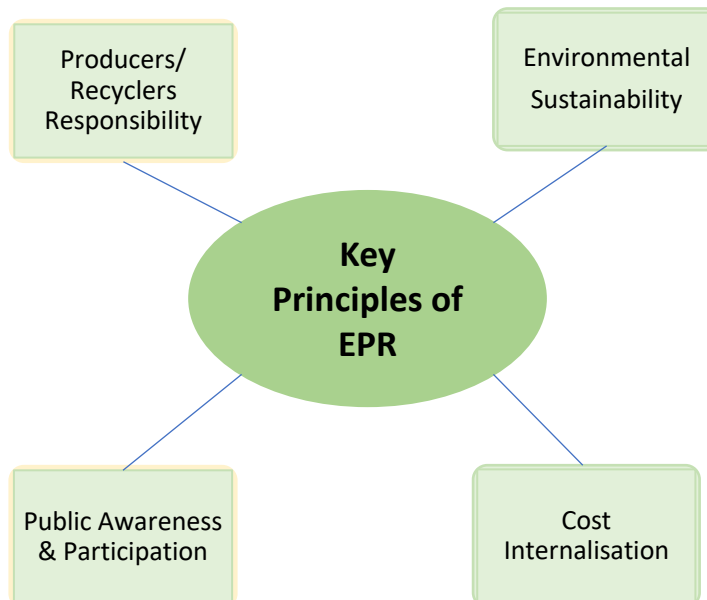 Producers/
Recyclers
Responsibility
Environmental
Sustainability
Key
Principles of
EPR
Public Awareness
& Participation
Cost
Internalisation